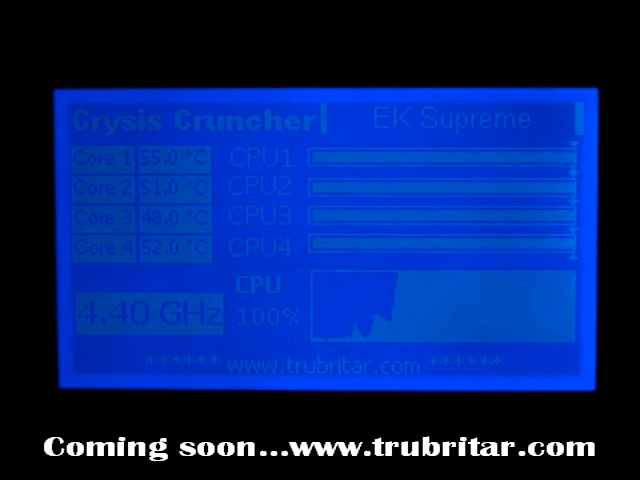 Crysis Cruncher EK Supreme
Core 1 55.0 °C CPU1
Core 2 51.0 °C CPU2
Core 3 48.0 °C CPU3
Core 4 52.0 °C CPU4
CPU
4.40 GHz 100%
****** www.trubritar.com ******
Coming soon...www.trubritar.com